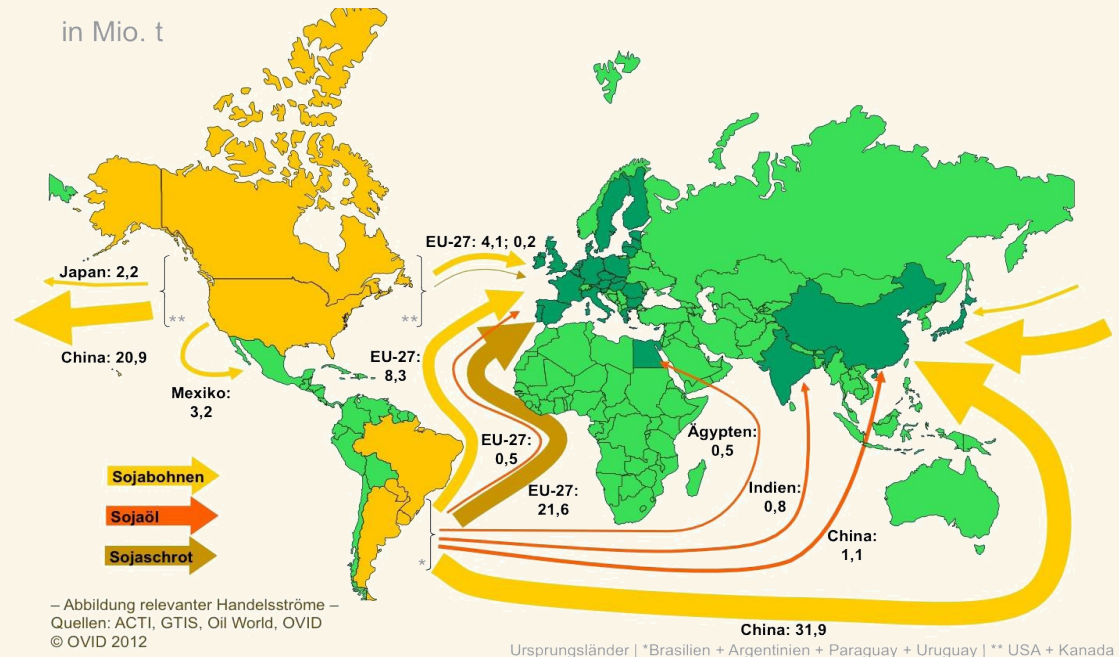 in Mio. t
EU-27: 4,1; 0,2
Japan: 2,2
**
**
China: 20,9
EU-27:
8,3
Mexiko:
3,2
EU-27:
0,5
Ägypten:
0,5
EU-27:
21,6
Indien:
0,8
China:
1,1
Sojabohnen
Sojaöl
Sojaschrot
*
China: 31,9
– Abbildung relevanter Handelsströme –
Quellen: ACTI, GTIS, Oil World, OVID
© OVID 2012
Ursprungsländer | *Brasilien + Argentinien + Paraguay + Uruguay | ** USA + Kanada